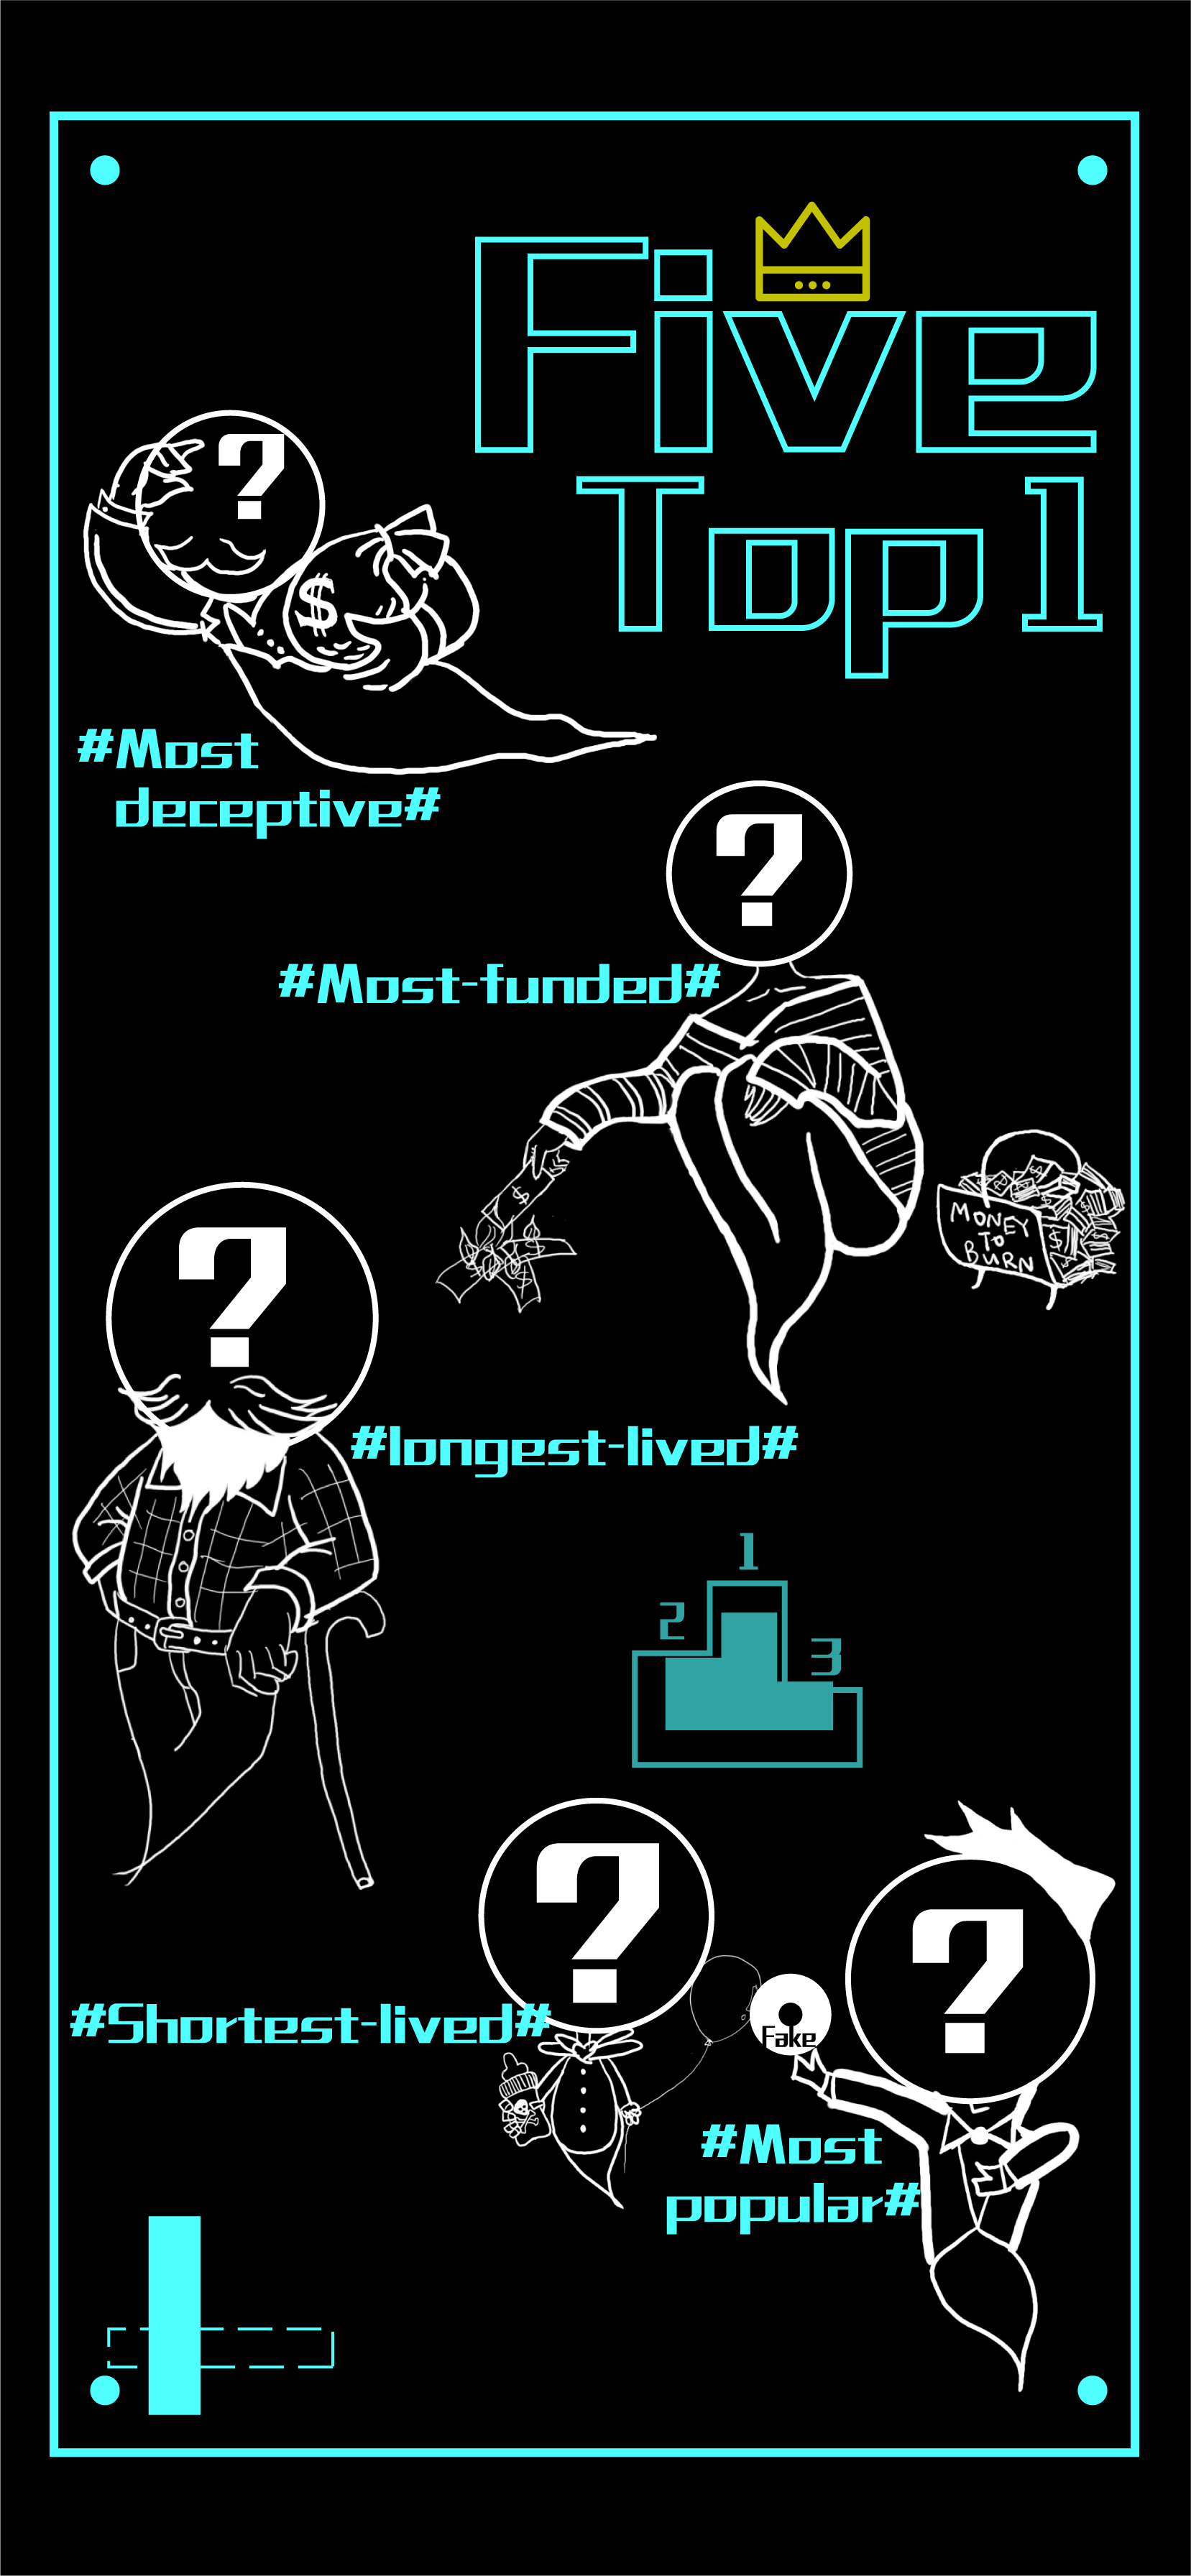 Five
Top 1
?
$
#Most
deceptive#
?
#Most-funded#
$
$
$
MONEY
TO
BURN
?
#longest-lived#
1
2
3
?
?
#Shortest-lived#
Fake
#Most
popular#